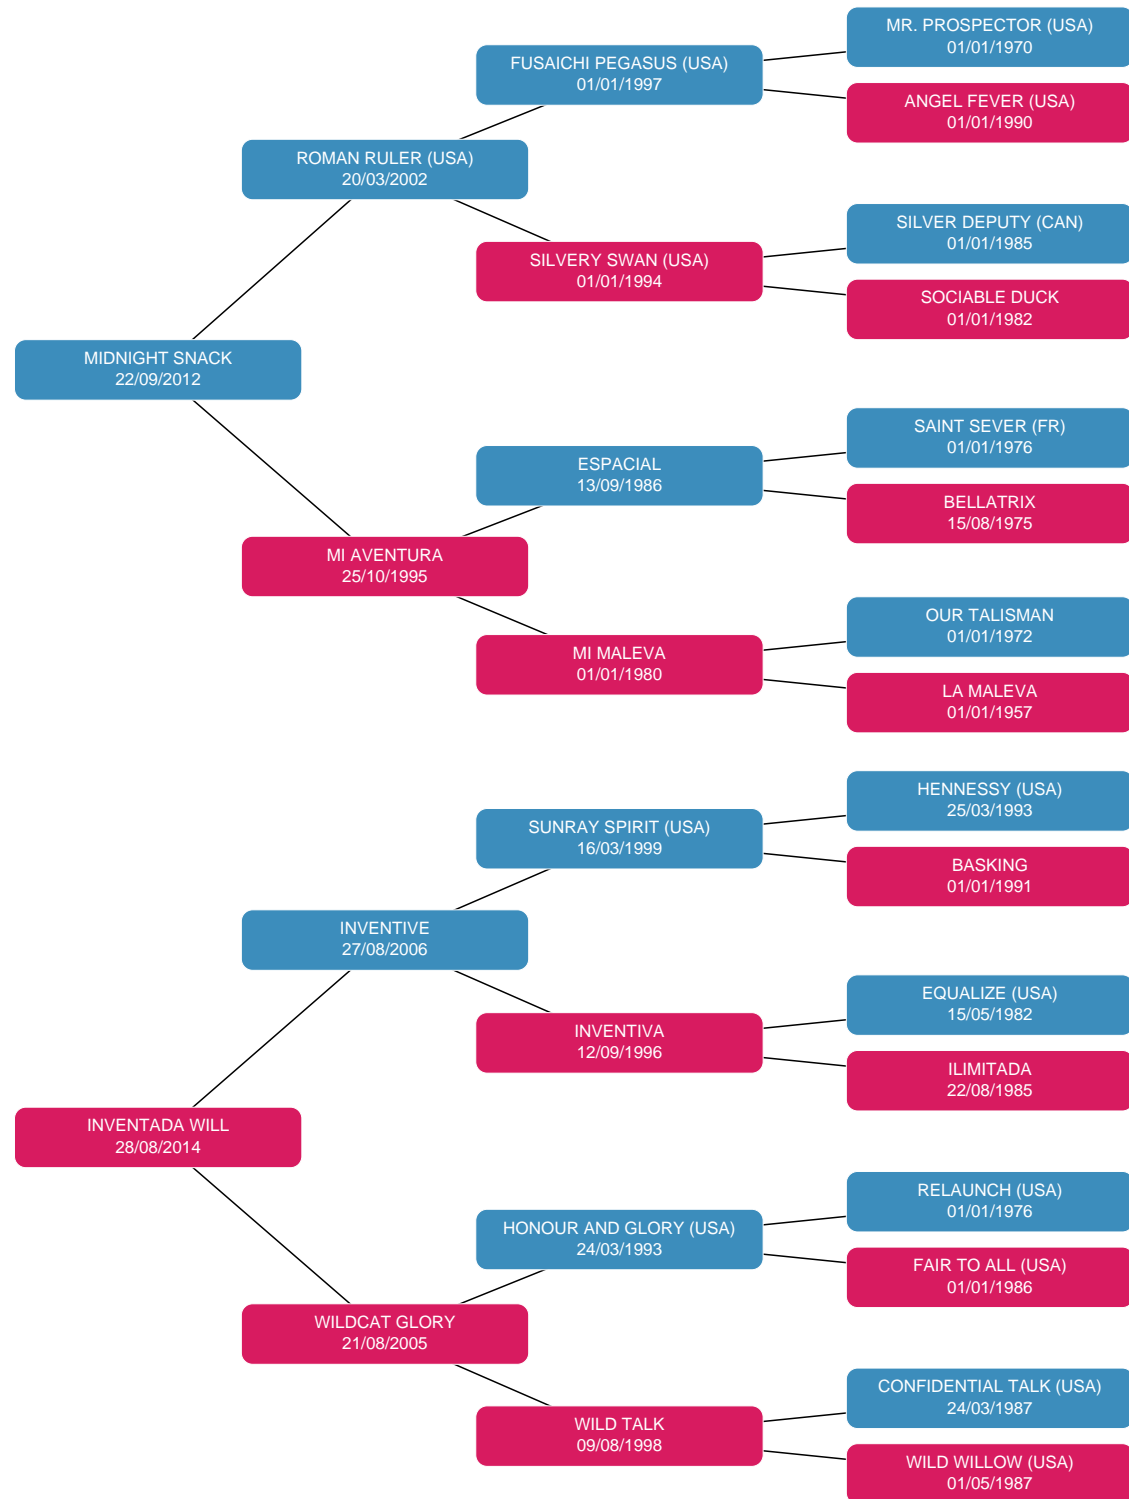 MR. PROSPECTOR (USA)
01/01/1970
FUSAICHI PEGASUS (USA)
01/01/1997
ANGEL FEVER (USA)
01/01/1990
ROMAN RULER (USA)
20/03/2002
SILVER DEPUTY (CAN)
01/01/1985
SILVERY SWAN (USA)
01/01/1994
SOCIABLE DUCK
01/01/1982
MIDNIGHT SNACK
22/09/2012
SAINT SEVER (FR)
01/01/1976
ESPACIAL
13/09/1986
BELLATRIX
15/08/1975
MI AVENTURA
25/10/1995
OUR TALISMAN
01/01/1972
MI MALEVA
01/01/1980
LA MALEVA
01/01/1957
HENNESSY (USA)
25/03/1993
SUNRAY SPIRIT (USA)
16/03/1999
BASKING
01/01/1991
INVENTIVE
27/08/2006
EQUALIZE (USA)
15/05/1982
INVENTIVA
12/09/1996
ILIMITADA
22/08/1985
INVENTADA WILL
28/08/2014
RELAUNCH (USA)
01/01/1976
HONOUR AND GLORY (USA)
24/03/1993
FAIR TO ALL (USA)
01/01/1986
WILDCAT GLORY
21/08/2005
CONFIDENTIAL TALK (USA)
24/03/1987
WILD TALK
09/08/1998
WILD WILLOW (USA)
01/05/1987